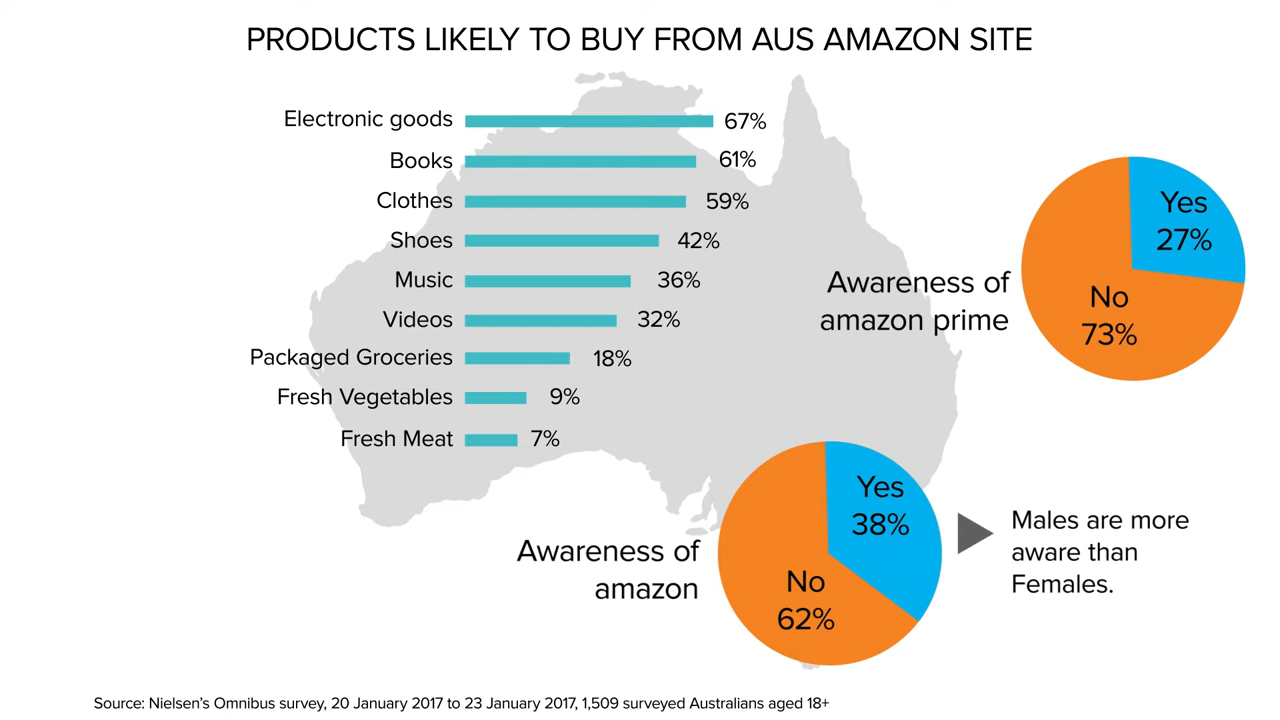 PRODUCTS LIKELY TO BUY FROM AUS AMAZON SITE
Electronic goods 67%
Books 61%
Clothes 59%
Shoes 42%
Music 36%
Videos 32%
Packaged Groceries 18%
Fresh Vegetables 9%
Fresh Meat 7%
Awareness of
amazon prime
Yes
27%
No
73%
Awareness of
amazon
Yes
38%
No
62%
Males are more
aware than
Females.
Source: Nielsen's Omnibus survey, 20 January 2017 to 23 January 2017, 1,509 surveyed Australians aged 18+